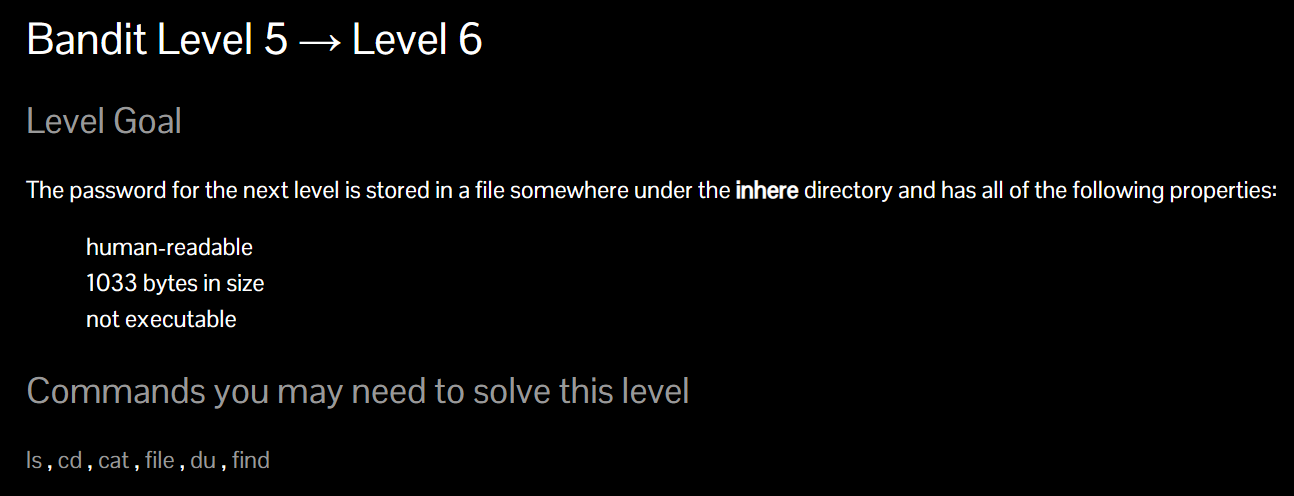 Bandit Level 5 → Level 6
Level Goal
The password for the next level is stored in a file somewhere under the inhere directory and has all of the following properties:
human-readable
1033 bytes in size
not executable
Commands you may need to solve this level
ls , cd , cat , file , du , find